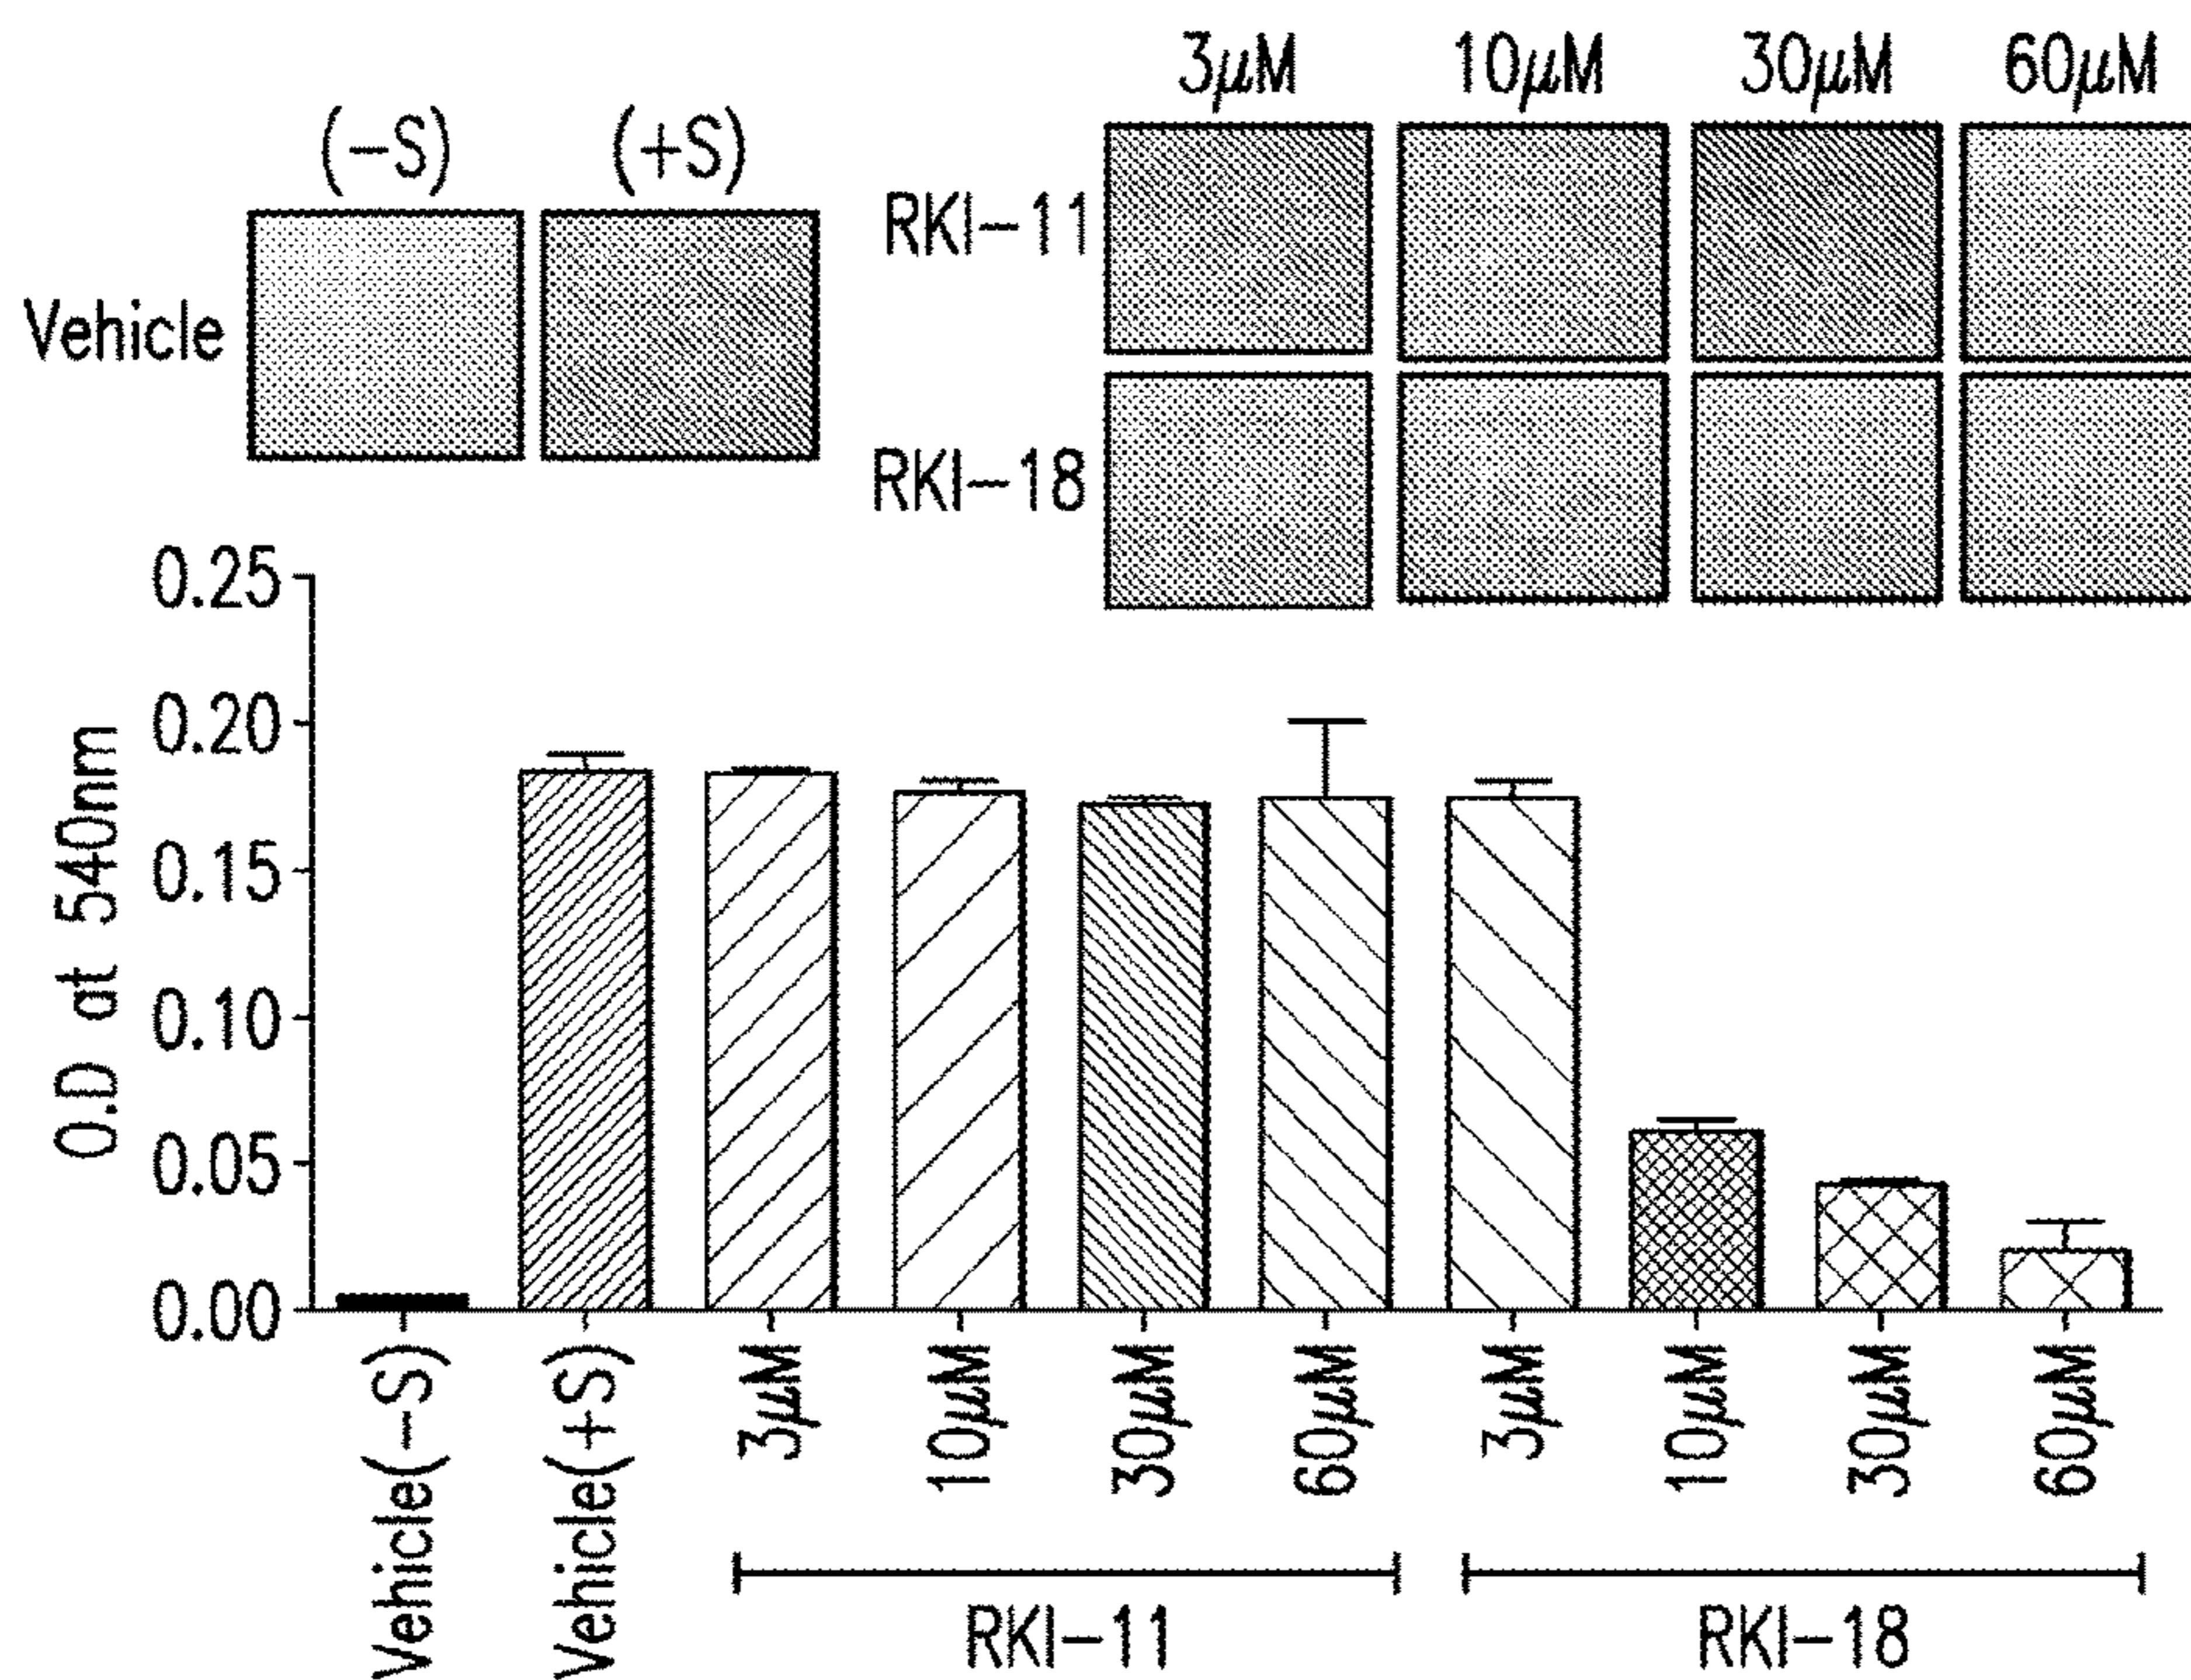 3μM 10μM 30μM 60μM
(−S) (+S)
RKI−11
Vehicle
RKI−18
0.25
0.20
0.15
0.10
0.05
0.00
O.D at 540nm
Vehicle(−S)
Vehicle(+S)
3μM
10μM
30μM
60μM
3μM
10μM
30μM
60μM
RKI−11 RKI−18